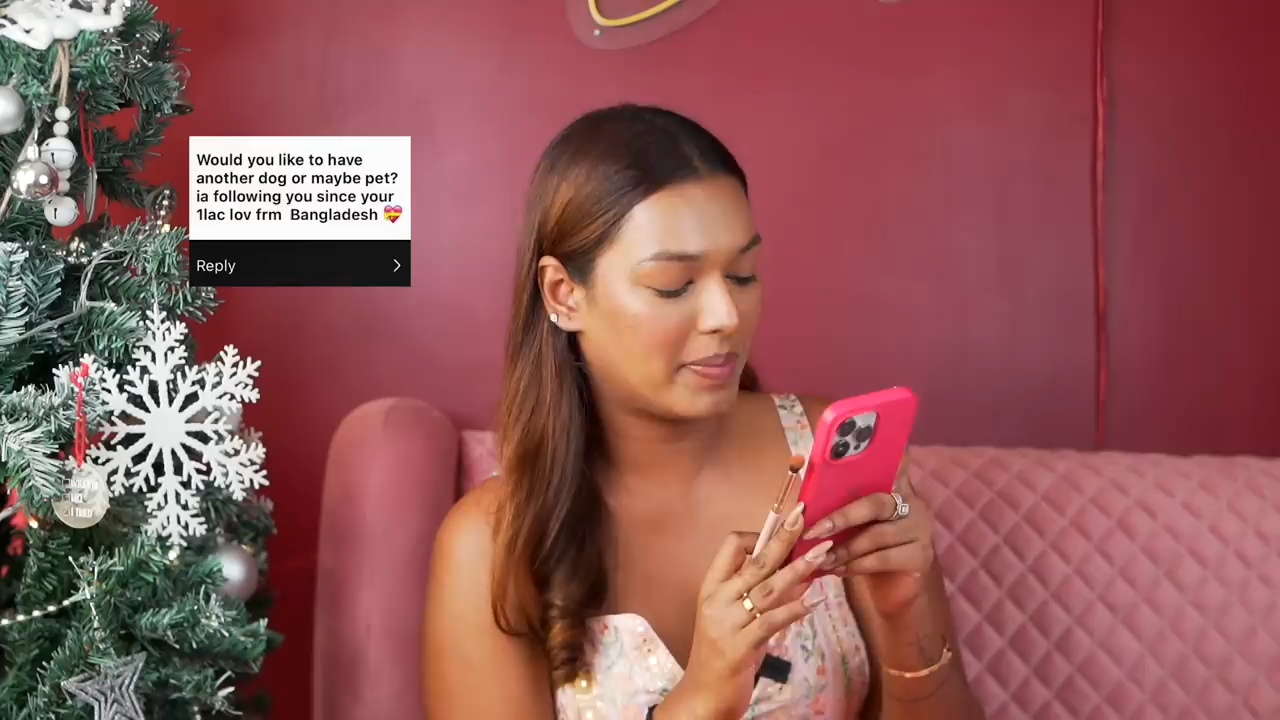 Would you like to have
another dog or maybe pet?
ia following you since your
1lac lov frm Bangladesh 💝
Reply